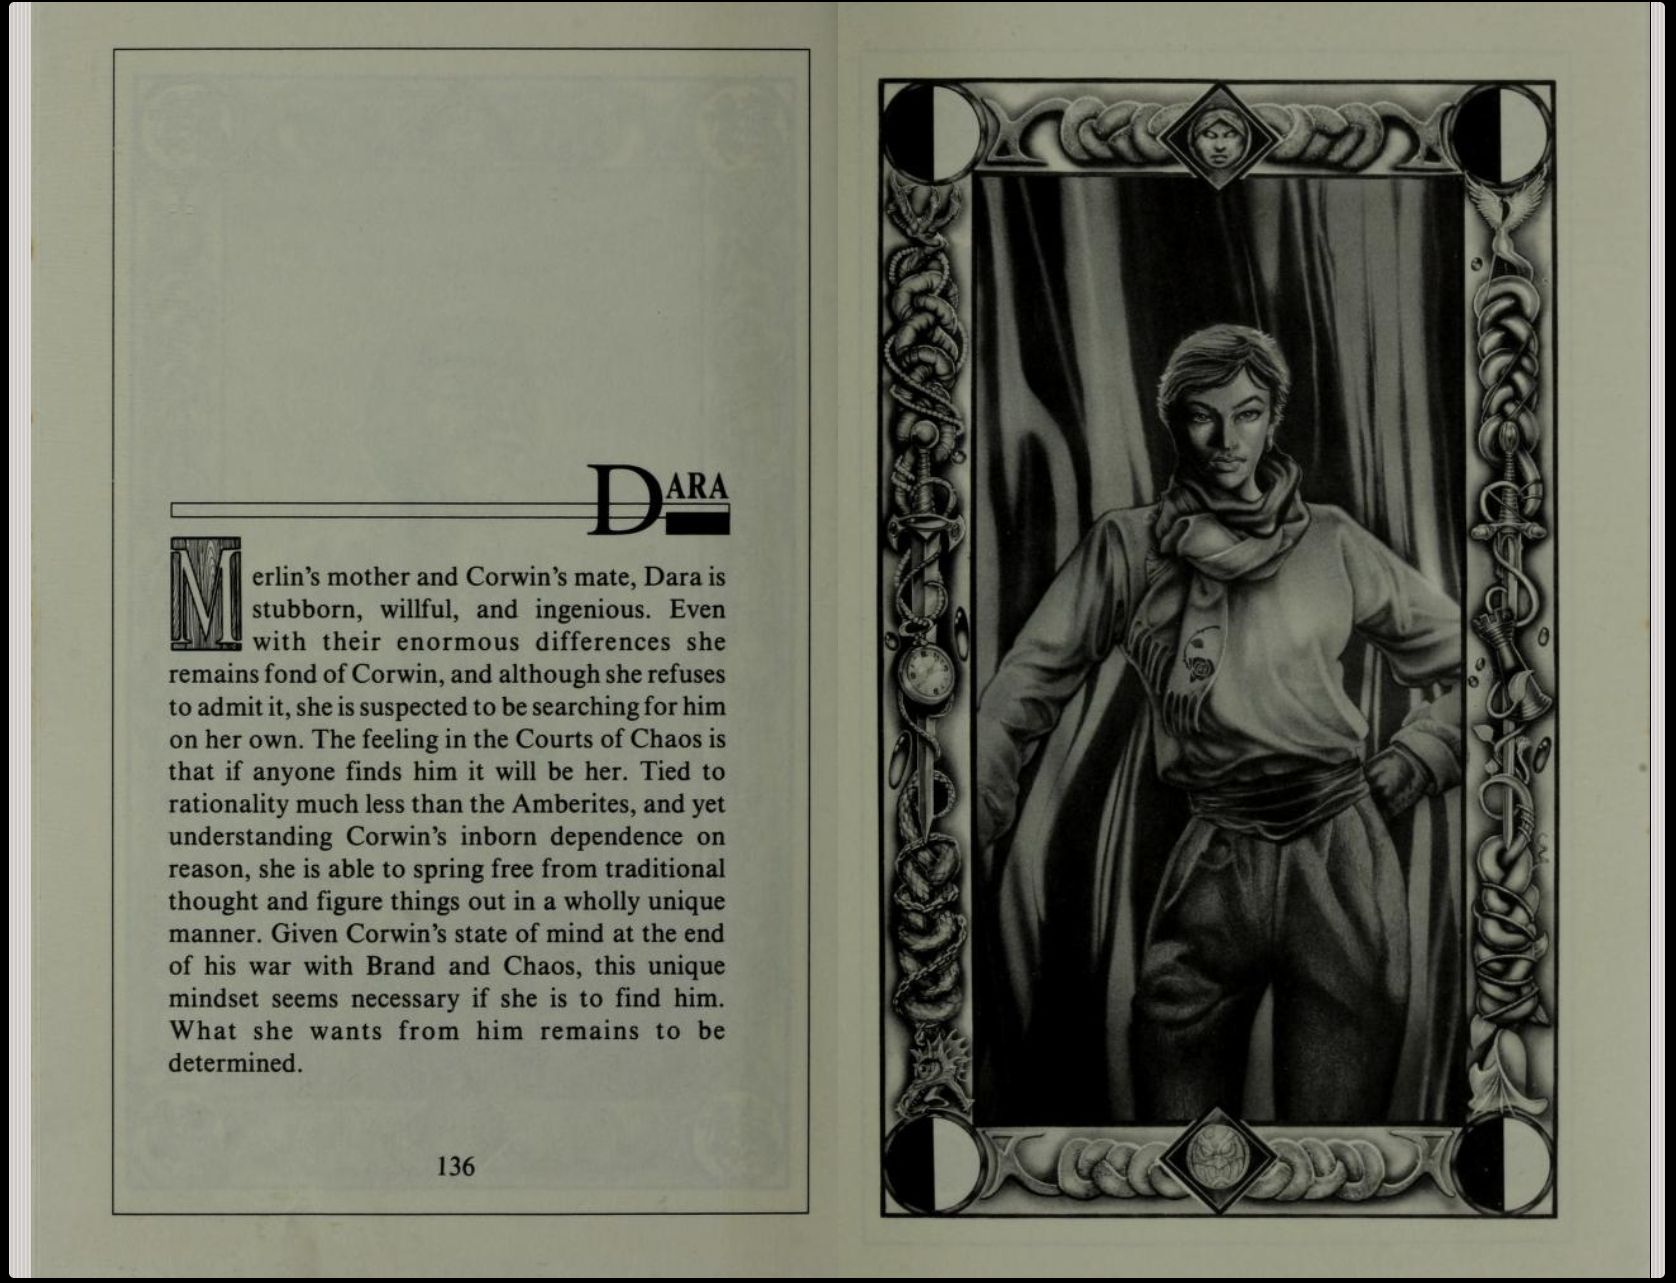 DARA
Merlin's mother and Corwin's mate, Dara is
stubborn, willful, and ingenious. Even
with their enormous differences she
remains fond of Corwin, and although she refuses
to admit it, she is suspected to be searching for him
on her own. The feeling in the Courts of Chaos is
that if anyone finds him it will be her. Tied to
rationality much less than the Amberites, and yet
understanding Corwin's inborn dependence on
reason, she is able to spring free from traditional
thought and figure things out in a wholly unique
manner. Given Corwin's state of mind at the end
of his war with Brand and Chaos, this unique
mindset seems necessary if she is to find him.
What she wants from him remains to be
determined.
136